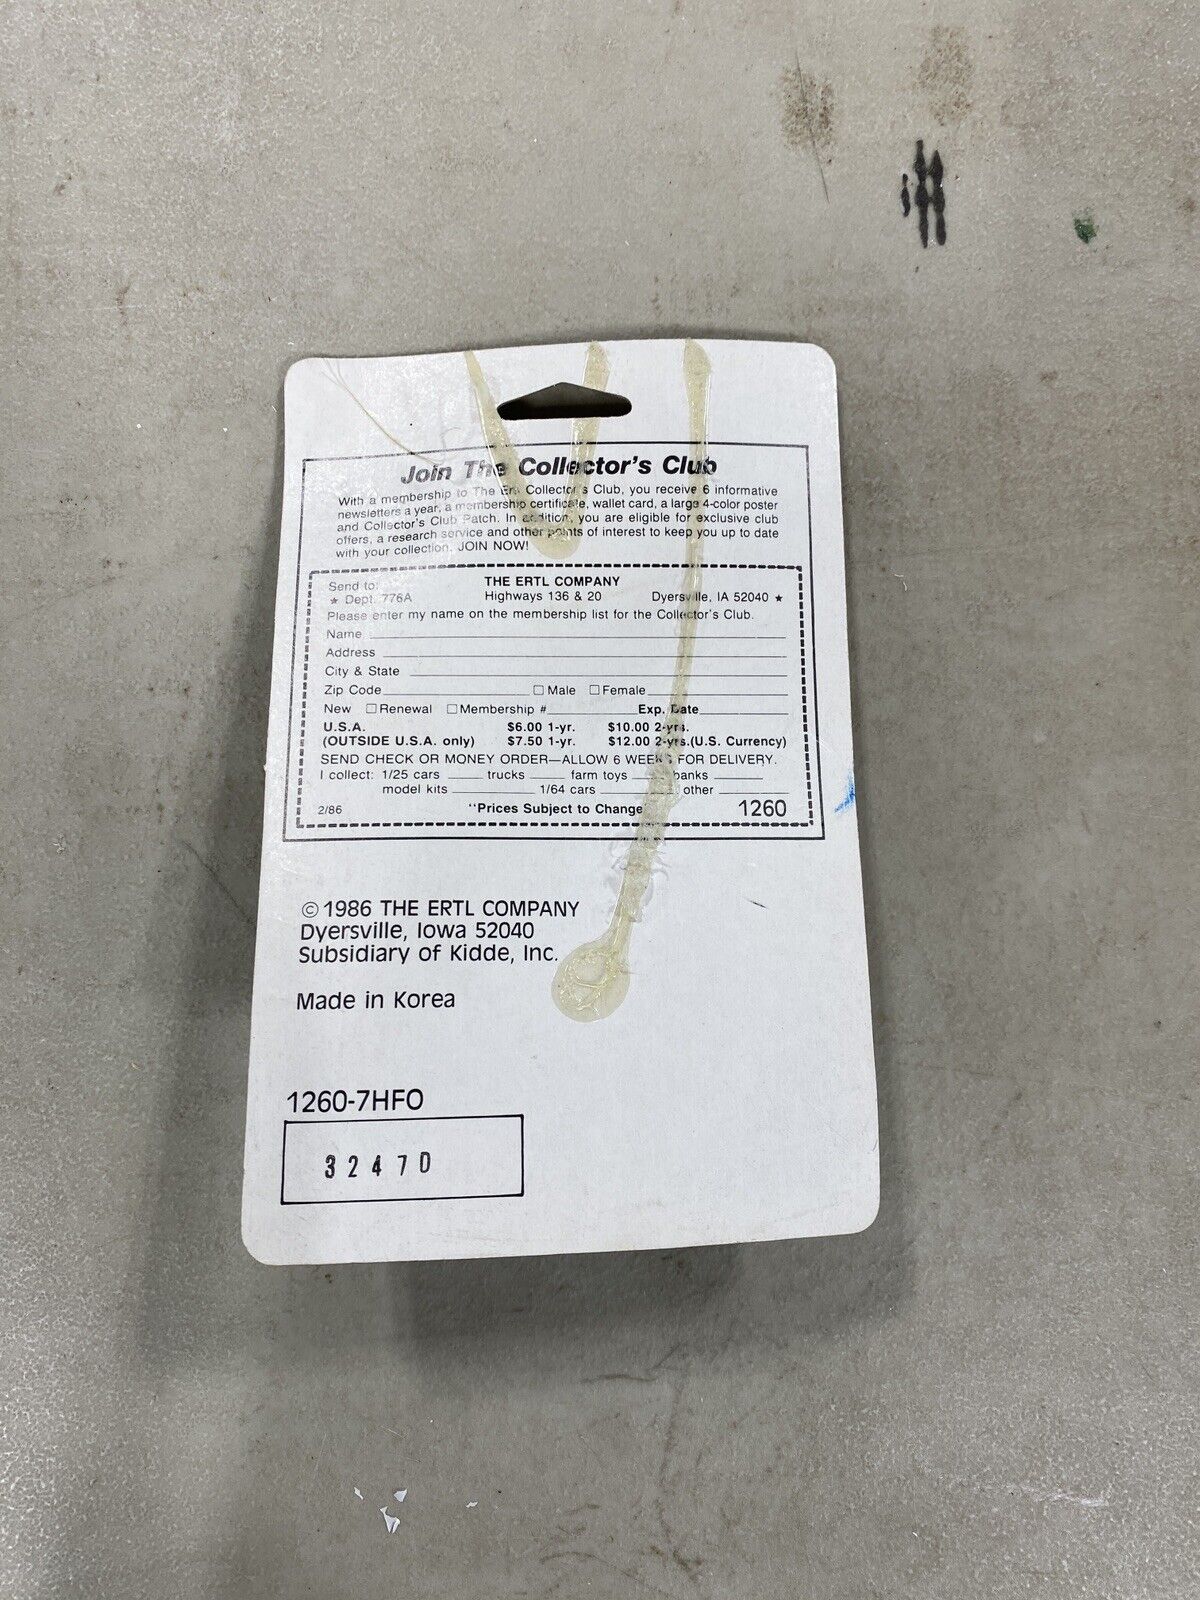 Join The Collector's Club
With a membership to The Ertl Collector's Club, you receive 6 informative
newsletters a year, a membership certificate, wallet card, a large 4-color poster
and Collector's Club Patch. In addition, you are eligible for exclusive club
offers, a research service and other points of interest to keep you up to date
with your collection. JOIN NOW!
Send to: THE ERTL COMPANY
★ Dept. 776A Highways 136 & 20 Dyersville, IA 52040 ★
Please enter my name on the membership list for the Collector's Club.
Name
Address
City & State
Zip Code ☐ Male ☐ Female
New ☐ Renewal ☐ Membership # Exp. Date
U.S.A. $6.00 1-yr. $10.00 2-yrs.
(OUTSIDE U.S.A. only) $7.50 1-yr. $12.00 2-yrs.(U.S. Currency)
SEND CHECK OR MONEY ORDER—ALLOW 6 WEEKS FOR DELIVERY.
I collect: 1/25 cars trucks farm toys banks
model kits 1/64 cars other
2/86 "Prices Subject to Change 1260
© 1986 THE ERTL COMPANY
Dyersville, Iowa 52040
Subsidiary of Kidde, Inc.
Made in Korea
1260-7HFO
32470